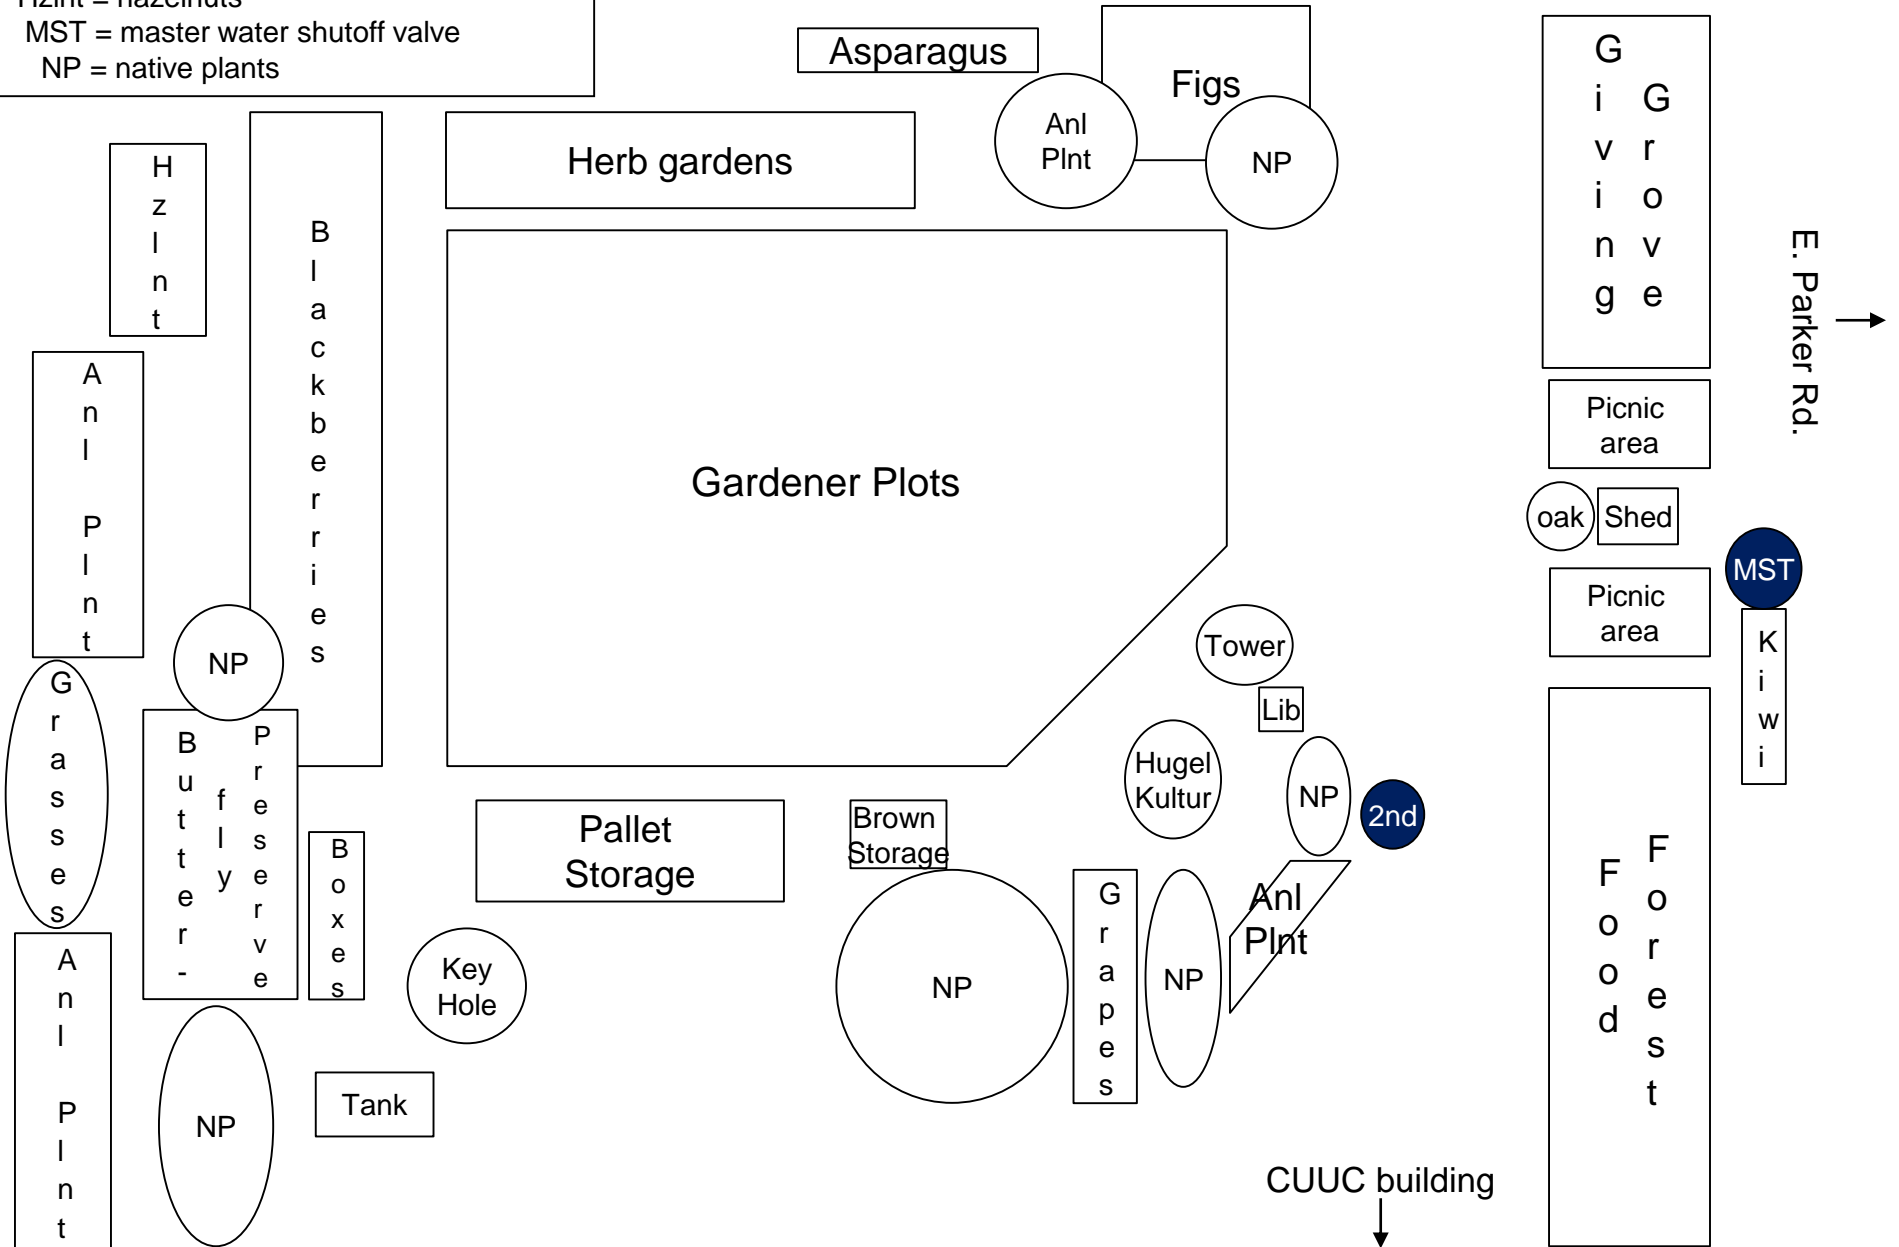 Hzlnt = hazelnuts
MST = master water shutoff valve
NP = native plants
Asparagus
Figs
Anl
Plnt
NP
Herb gardens
Hzlnt
Blackberries
Giving
Grove
E. Parker Rd.
Anl Plnt
Gardener Plots
Picnic
area
oak
Shed
MST
Picnic
area
Kiwi
NP
Tower
Lib
Grasses
Butter-
fly
Preserve
Boxes
Pallet
Storage
Brown
Storage
Hugel
Kultur
NP
2nd
Food
Forest
Anl Plnt
Key
Hole
NP
Grapes
NP
Anl
Plnt
NP
Tank
CUUC building